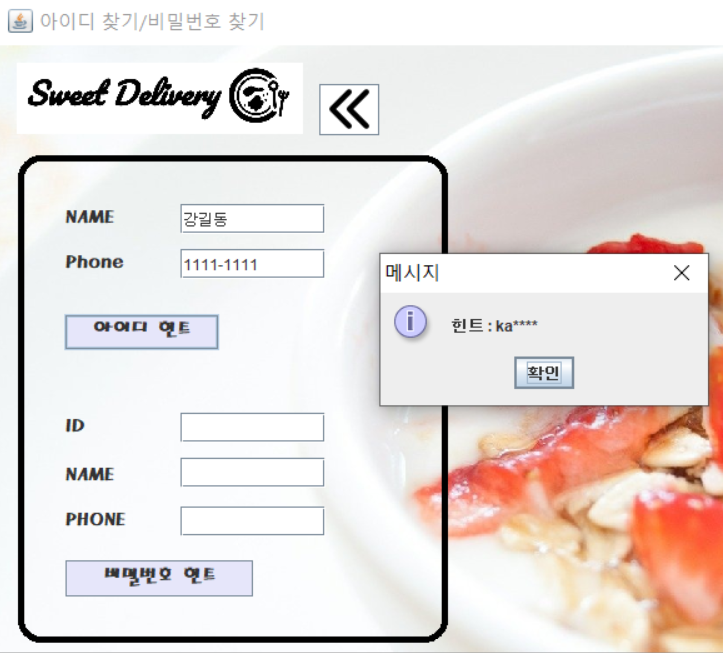 아이디 찾기/비밀번호 찾기
Sweet Delivery
NAME
강길동
Phone
1111-1111
아이디 힌트
메시지
힌트 : ka****
확인
ID
NAME
PHONE
비밀번호 힌트